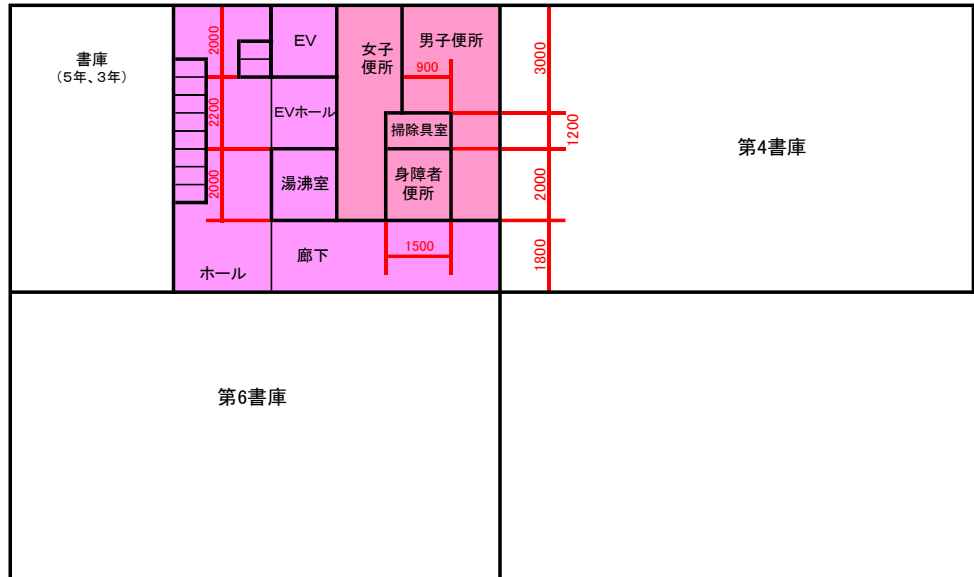 書庫
(5年、3年)
2000
EV
女子
便所
男子便所
900
3000
2200
EVホール
掃除具室
1200
第4書庫
2000
湯沸室
身障者
便所
2000
ホール
廊下
1500
1800
第6書庫